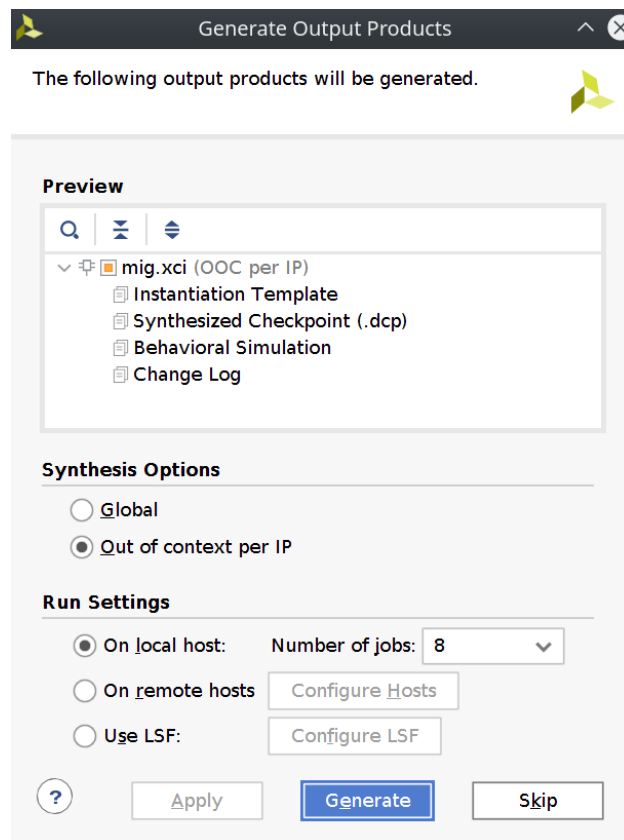 Generate Output Products
The following output products will be generated.
Preview
mig.xci (OOC per IP)
Instantiation Template
Synthesized Checkpoint (.dcp)
Behavioral Simulation
Change Log
Synthesis Options
Global
Out of context per IP
Run Settings
On local host: Number of jobs: 8
On remote hosts Configure Hosts
Use LSF: Configure LSF
? Apply Generate Skip